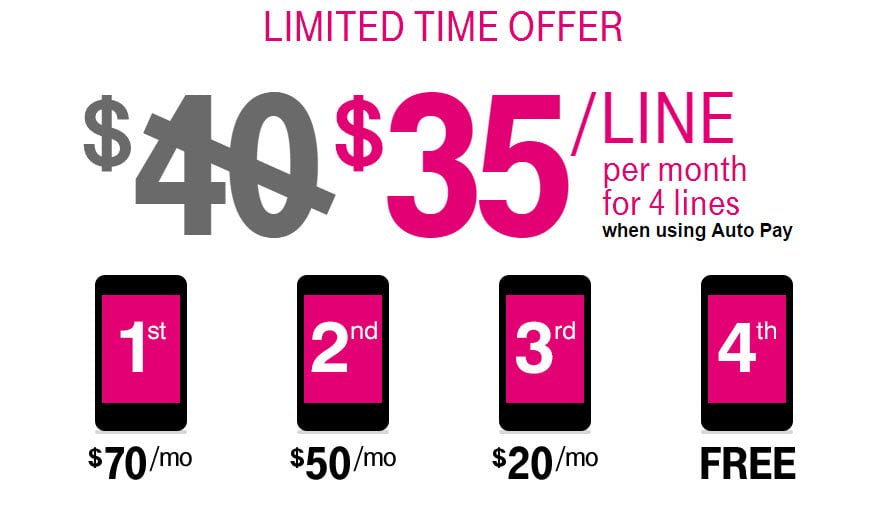 LIMITED TIME OFFER
$40 $35/LINE
per month
for 4 lines
when using Auto Pay
1st 2nd 3rd 4th
$70/mo $50/mo $20/mo FREE